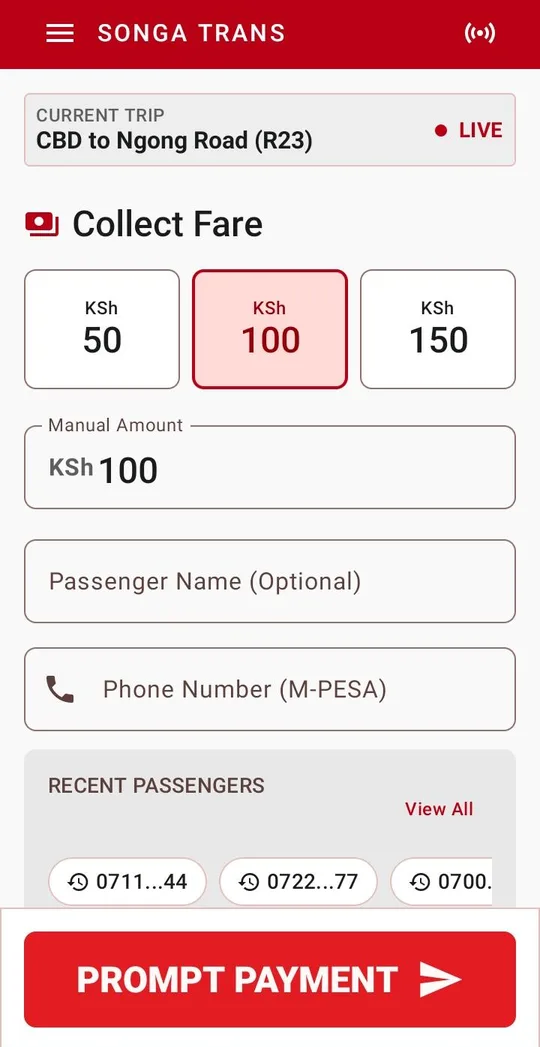 SONGA TRANS
CURRENT TRIP
CBD to Ngong Road (R23)
LIVE
Collect Fare
KSh
50
KSh
100
KSh
150
Manual Amount
KSh 100
Passenger Name (Optional)
Phone Number (M-PESA)
RECENT PASSENGERS
View All
0711...44
0722...77
0700.
PROMPT PAYMENT